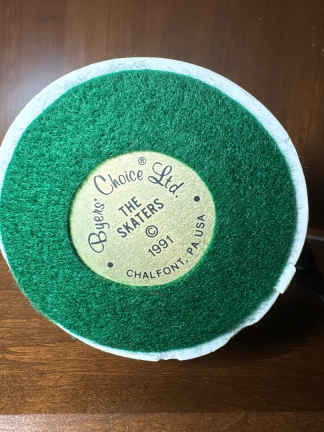 Byers' Choice Ltd.®
THE
SKATERS
©
1991
CHALFONT, PA USA